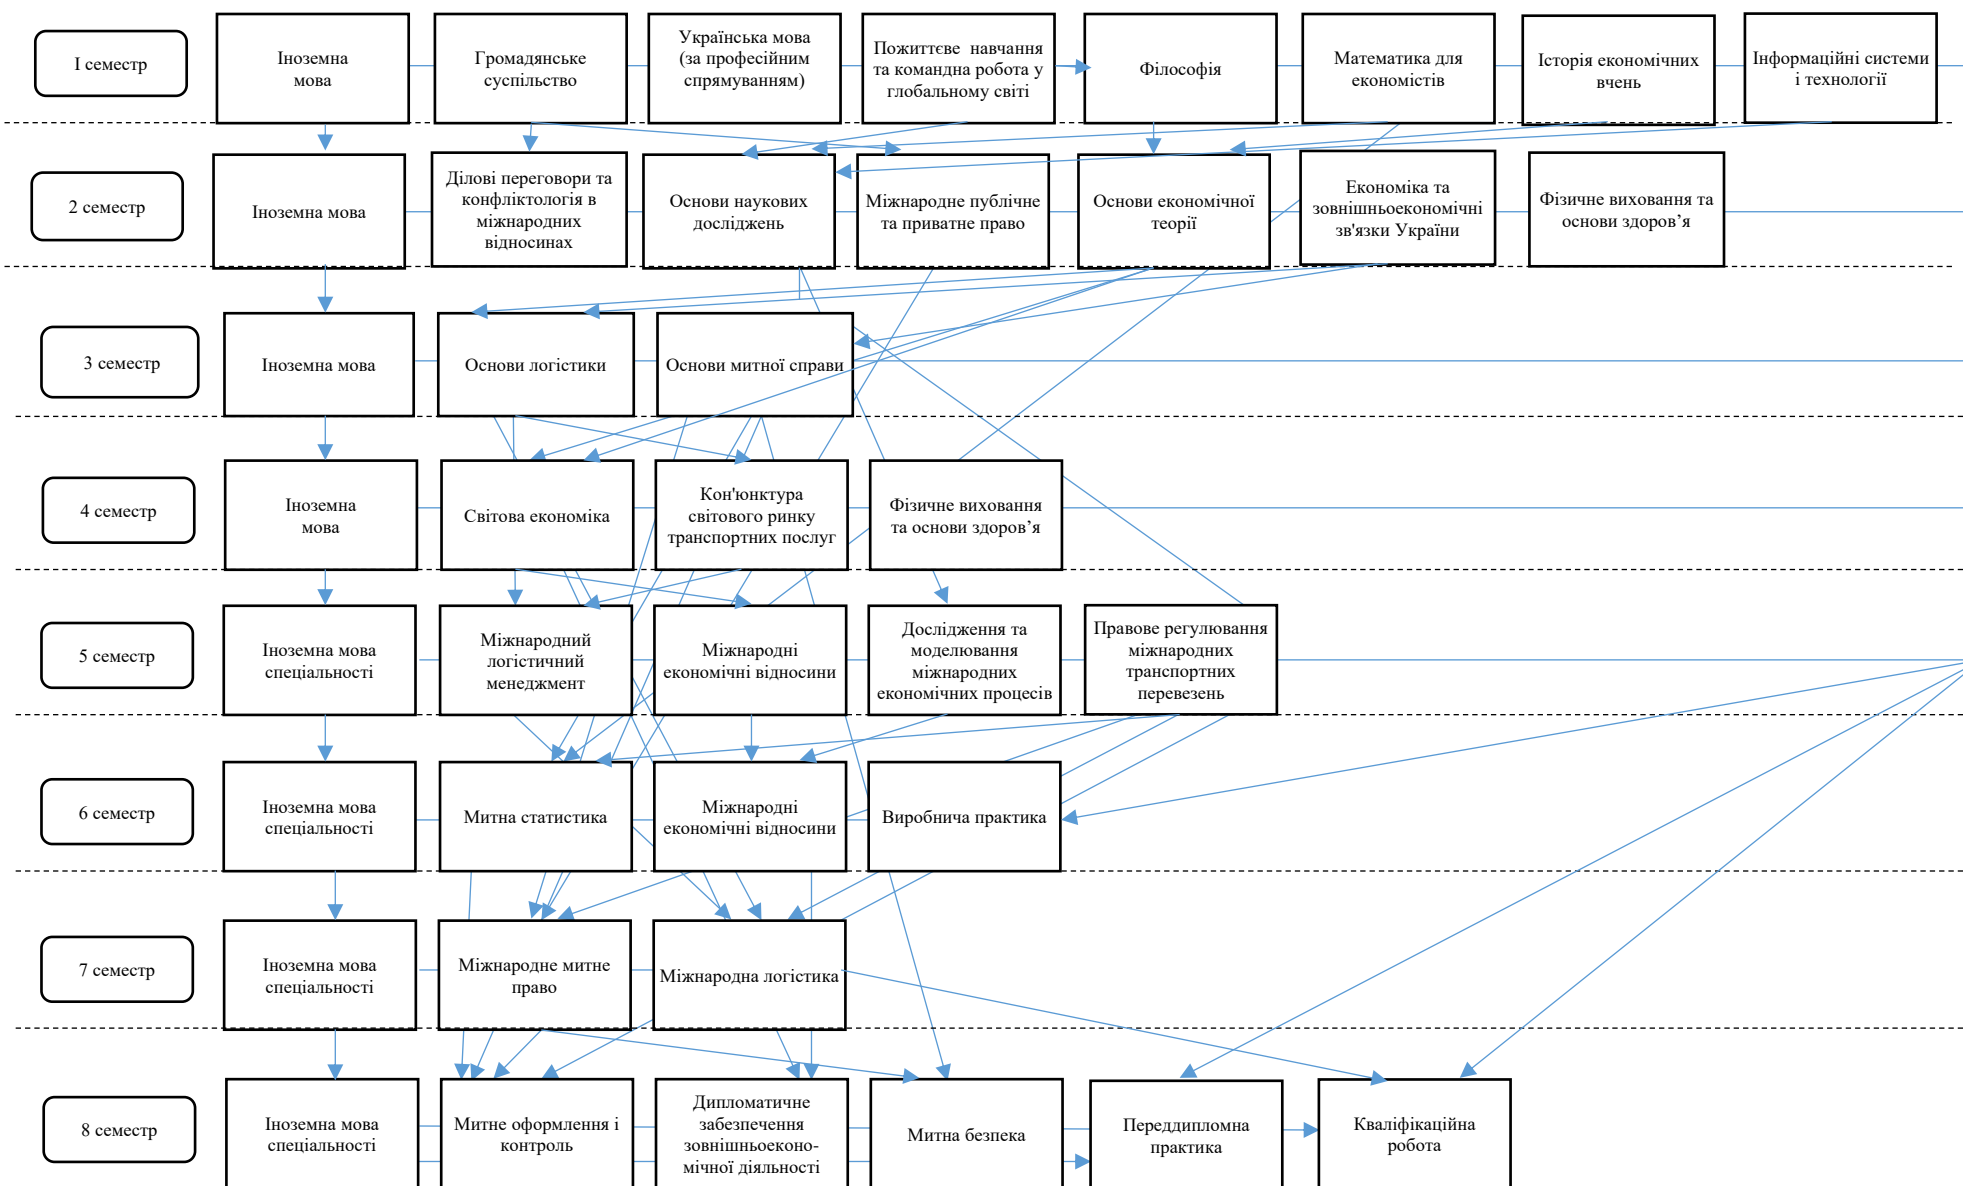 І семестр
Іноземна
мова
Громадянське
суспільство
Українська мова
(за професійним
спрямуванням)
Пожиттєве навчання
та командна робота у
глобальному світі
Філософія
Математика для
економістів
Історія економічних
вчень
Інформаційні системи
і технології
2 семестр
Іноземна мова
Ділові переговори та
конфліктологія в
міжнародних
відносинах
Основи наукових
досліджень
Міжнародне публічне
та приватне право
Основи економічної
теорії
Економіка та
зовнішньоекономічні
зв'язки України
Фізичне виховання та
основи здоров’я
3 семестр
Іноземна мова
Основи логістики
Основи митної справи
4 семестр
Іноземна
мова
Світова економіка
Кон'юнктура
світового ринку
транспортних послуг
Фізичне виховання
та основи здоров’я
5 семестр
Іноземна мова
спеціальності
Міжнародний
логістичний
менеджмент
Міжнародні
економічні відносини
Дослідження та
моделювання
міжнародних
економічних процесів
Правове регулювання
міжнародних
транспортних
перевезень
6 семестр
Іноземна мова
спеціальності
Митна статистика
Міжнародні
економічні відносини
Виробнича практика
7 семестр
Іноземна мова
спеціальності
Міжнародне митне
право
Міжнародна логістика
8 семестр
Іноземна мова
спеціальності
Митне оформлення і
контроль
Дипломатичне
забезпечення
зовнішньоеконо-
мічної діяльності
Митна безпека
Переддипломна
практика
Кваліфікаційна
робота